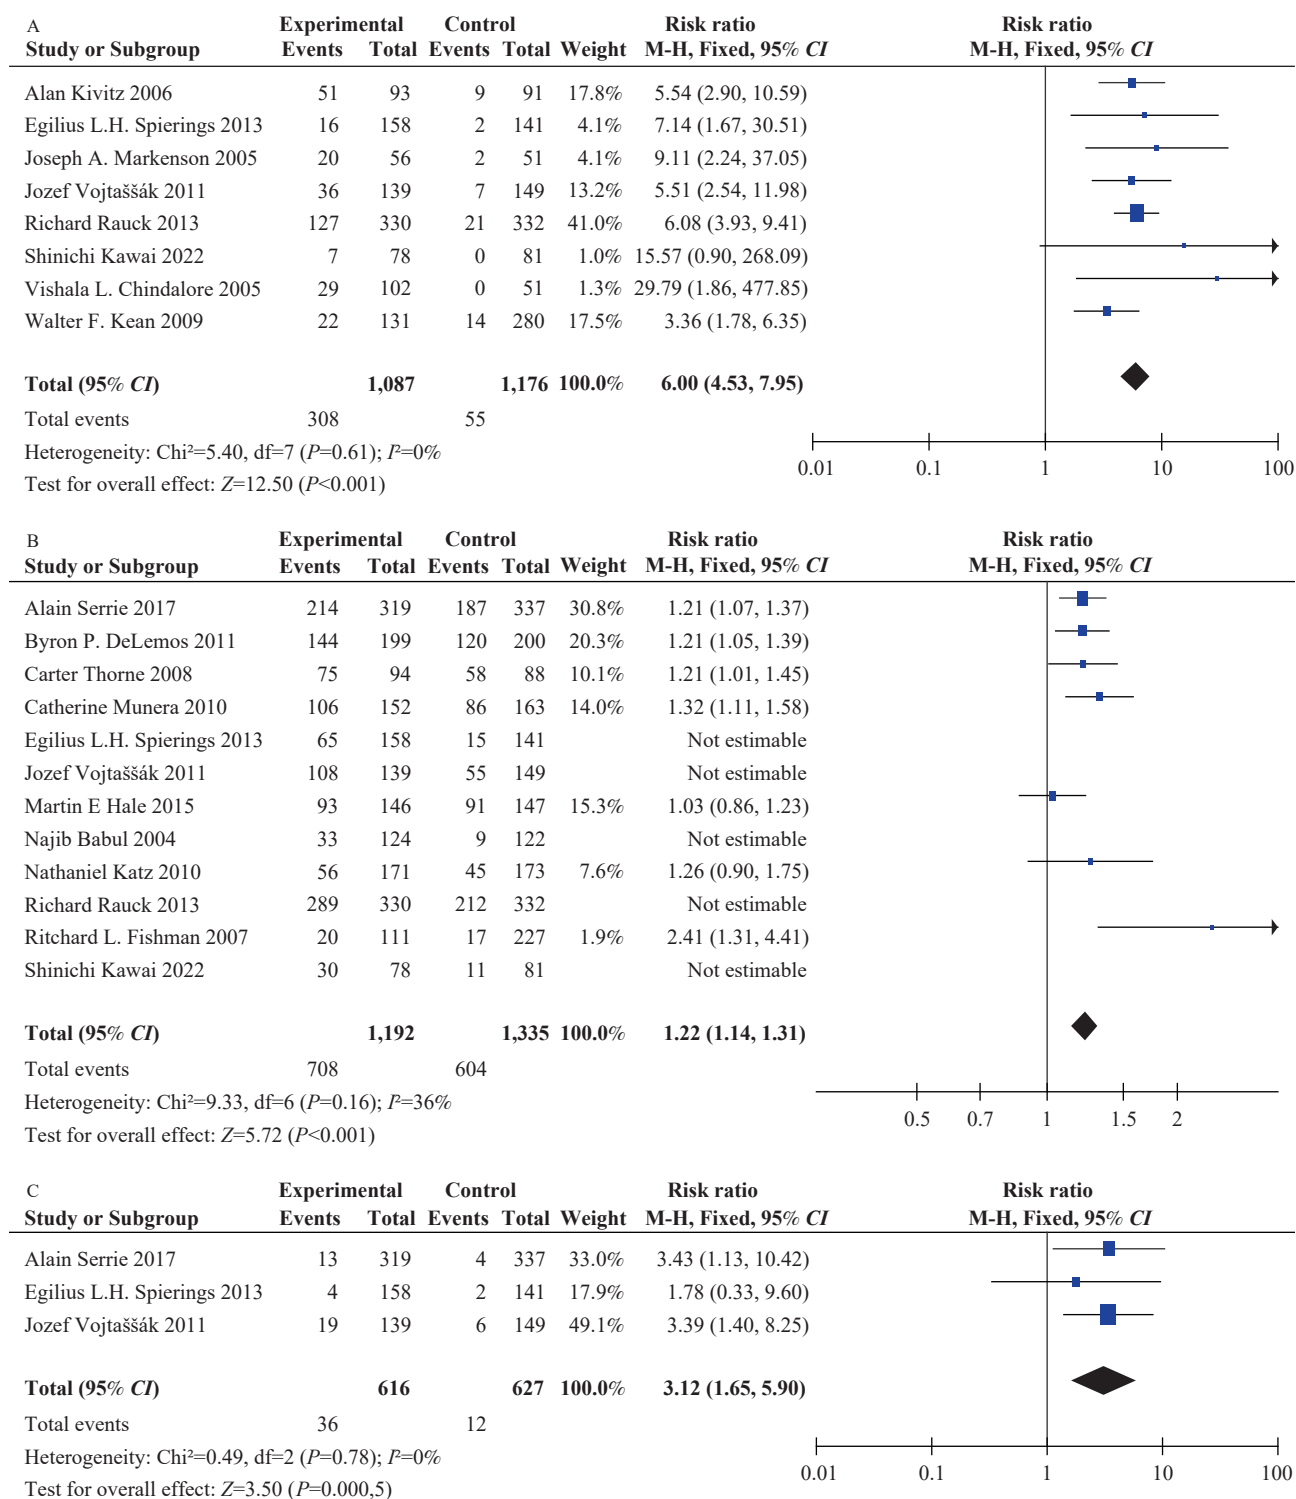 A Experimental Control Risk ratio Risk ratio
Study or Subgroup Events Total Events Total Weight M-H, Fixed, 95% CI M-H, Fixed, 95% CI
Alan Kivitz 2006 51 93 9 91 17.8% 5.54 (2.90, 10.59)
Egilius L.H. Spierings 2013 16 158 2 141 4.1% 7.14 (1.67, 30.51)
Joseph A. Markenson 2005 20 56 2 51 4.1% 9.11 (2.24, 37.05)
Jozef Vojtaššák 2011 36 139 7 149 13.2% 5.51 (2.54, 11.98)
Richard Rauck 2013 127 330 21 332 41.0% 6.08 (3.93, 9.41)
Shinichi Kawai 2022 7 78 0 81 1.0% 15.57 (0.90, 268.09)
Vishala L. Chindalore 2005 29 102 0 51 1.3% 29.79 (1.86, 477.85)
Walter F. Kean 2009 22 131 14 280 17.5% 3.36 (1.78, 6.35)
Total (95% CI) 1,087 1,176 100.0% 6.00 (4.53, 7.95)
Total events 308 55
Heterogeneity: Chi²=5.40, df=7 (P=0.61); I²=0%
0.01 0.1 1 10 100
Test for overall effect: Z=12.50 (P<0.001)
B Experimental Control Risk ratio Risk ratio
Study or Subgroup Events Total Events Total Weight M-H, Fixed, 95% CI M-H, Fixed, 95% CI
Alain Serrie 2017 214 319 187 337 30.8% 1.21 (1.07, 1.37)
Byron P. DeLemos 2011 144 199 120 200 20.3% 1.21 (1.05, 1.39)
Carter Thorne 2008 75 94 58 88 10.1% 1.21 (1.01, 1.45)
Catherine Munera 2010 106 152 86 163 14.0% 1.32 (1.11, 1.58)
Egilius L.H. Spierings 2013 65 158 15 141 Not estimable
Jozef Vojtaššák 2011 108 139 55 149 Not estimable
Martin E Hale 2015 93 146 91 147 15.3% 1.03 (0.86, 1.23)
Najib Babul 2004 33 124 9 122 Not estimable
Nathaniel Katz 2010 56 171 45 173 7.6% 1.26 (0.90, 1.75)
Richard Rauck 2013 289 330 212 332 Not estimable
Ritchard L. Fishman 2007 20 111 17 227 1.9% 2.41 (1.31, 4.41)
Shinichi Kawai 2022 30 78 11 81 Not estimable
Total (95% CI) 1,192 1,335 100.0% 1.22 (1.14, 1.31)
Total events 708 604
Heterogeneity: Chi²=9.33, df=6 (P=0.16); I²=36%
0.5 0.7 1 1.5 2
Test for overall effect: Z=5.72 (P<0.001)
C Experimental Control Risk ratio Risk ratio
Study or Subgroup Events Total Events Total Weight M-H, Fixed, 95% CI M-H, Fixed, 95% CI
Alain Serrie 2017 13 319 4 337 33.0% 3.43 (1.13, 10.42)
Egilius L.H. Spierings 2013 4 158 2 141 17.9% 1.78 (0.33, 9.60)
Jozef Vojtaššák 2011 19 139 6 149 49.1% 3.39 (1.40, 8.25)
Total (95% CI) 616 627 100.0% 3.12 (1.65, 5.90)
Total events 36 12
Heterogeneity: Chi²=0.49, df=2 (P=0.78); I²=0%
0.01 0.1 1 10 100
Test for overall effect: Z=3.50 (P=0.000,5)